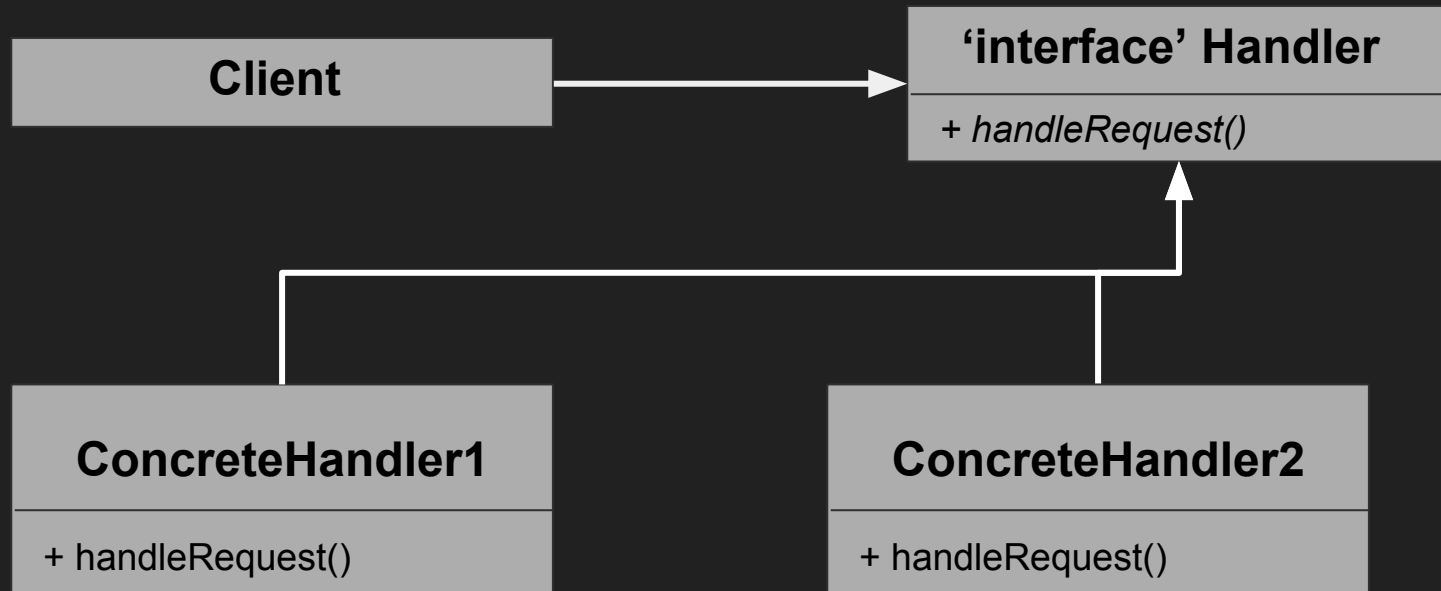 Client
‘interface’ Handler
+ handleRequest()
ConcreteHandler1
+ handleRequest()
ConcreteHandler2
+ handleRequest()